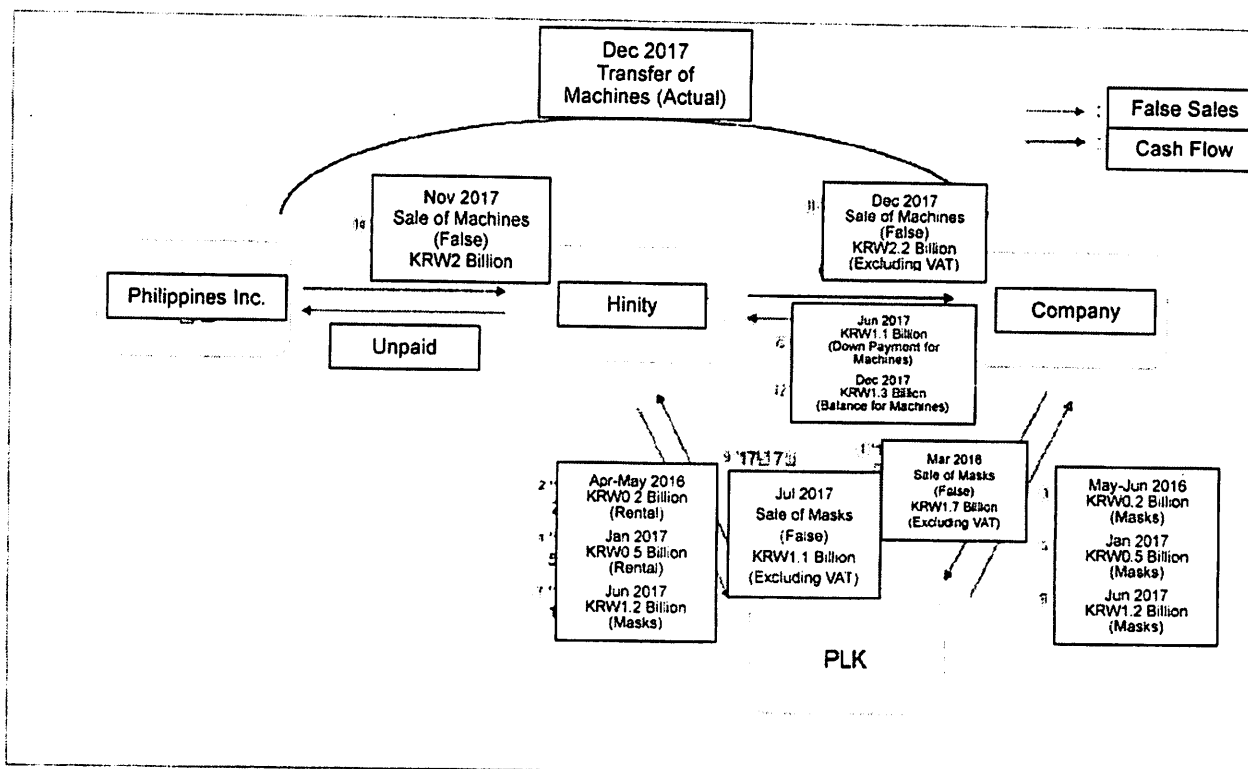 Dec 2017
Transfer of
Machines (Actual)
: False Sales
: Cash Flow
Nov 2017
Sale of Machines
(False)
KRW2 Billion
Dec 2017
Sale of Machines
(False)
KRW2.2 Billion
(Excluding VAT)
Philippines Inc.
Hinity
Company
Unpaid
Jun 2017
KRW1.1 Billion
(Down Payment for
Machines)
Dec 2017
KRW1.3 Billion
(Balance for Machines)
12
Apr-May 2016
KRW0.2 Billion
(Rental)
Jan 2017
KRW0.5 Billion
(Rental)
Jun 2017
KRW1.2 Billion
(Masks)
Jul 2017
Sale of Masks
(False)
KRW1.1 Billion
(Excluding VAT)
Mar 2016
Sale of Masks
(False)
KRW1.7 Billion
(Excluding VAT)
May-Jun 2016
KRW0.2 Billion
(Masks)
Jan 2017
KRW0.5 Billion
(Masks)
Jun 2017
KRW1.2 Billion
(Masks)
PLK